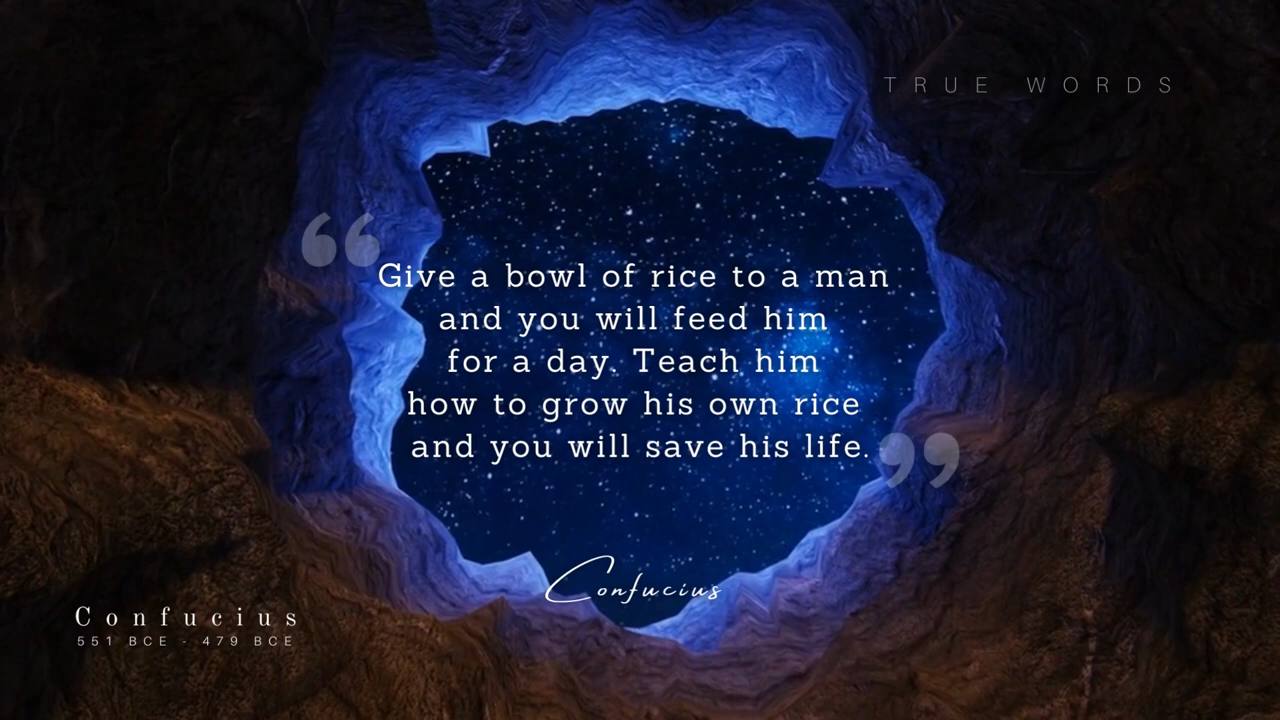 TRUE WORDS
“Give a bowl of rice to a man
and you will feed him
for a day. Teach him
how to grow his own rice
and you will save his life.”
Confucius
Confucius
551 BCE - 479 BCE